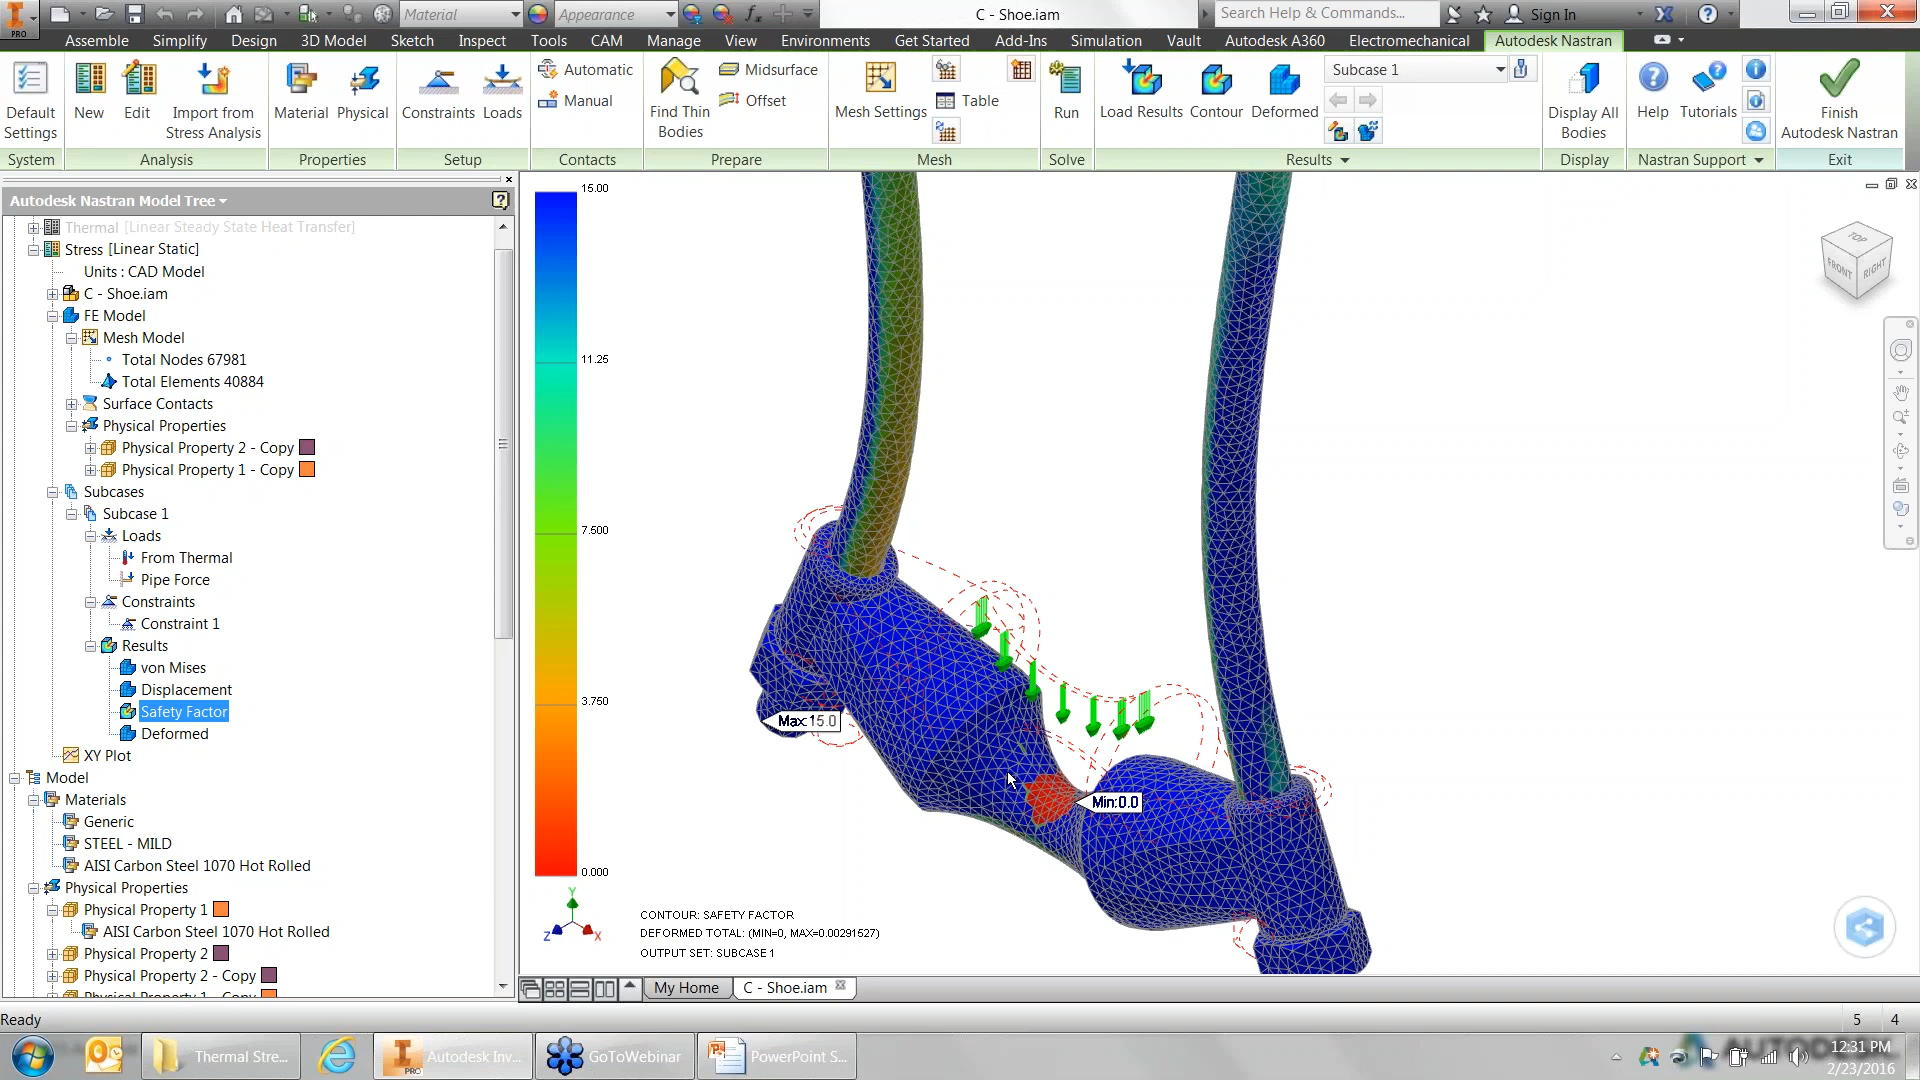 PRO
Material
Appearance
C - Shoe.iam
Search Help & Commands...
Sign In
Assemble Simplify Design 3D Model Sketch Inspect Tools CAM Manage View Environments Get Started Add-Ins Simulation Vault Autodesk A360 Electromechanical Autodesk Nastran
Default Settings
New
Edit
Import from Stress Analysis
Material
Physical
Constraints
Loads
Automatic
Manual
Find Thin Bodies
Midsurface
Offset
Mesh Settings
Table
Run
Load Results
Contour
Deformed
Subcase 1
Display All Bodies
Help
Tutorials
Finish Autodesk Nastran
System Analysis Properties Setup Contacts Prepare Mesh Solve Results Display Nastran Support Exit
Autodesk Nastran Model Tree
Thermal [Linear Steady State Heat Transfer]
Stress [Linear Static]
Units : CAD Model
C - Shoe.iam
FE Model
Mesh Model
Total Nodes 67981
Total Elements 40884
Surface Contacts
Physical Properties
Physical Property 2 - Copy
Physical Property 1 - Copy
Subcases
Subcase 1
Loads
From Thermal
Pipe Force
Constraints
Constraint 1
Results
von Mises
Displacement
Safety Factor
Deformed
XY Plot
Model
Materials
Generic
STEEL - MILD
AISI Carbon Steel 1070 Hot Rolled
Physical Properties
Physical Property 1
AISI Carbon Steel 1070 Hot Rolled
Physical Property 2
Physical Property 2 - Copy
Physical Property 1 - Copy
15.00
11.25
7.500
3.750
0.000
Max:15.0
Min:0.0
TOP
FRONT
RIGHT
Y
Z
X
CONTOUR: SAFETY FACTOR
DEFORMED TOTAL: (MIN=0, MAX=0.00291527)
OUTPUT SET: SUBCASE 1
My Home
C - Shoe.iam
Ready
5 4
Thermal Stre...
PRO
Autodesk Inv...
GoToWebinar
PowerPoint S...
12:31 PM
2/23/2016